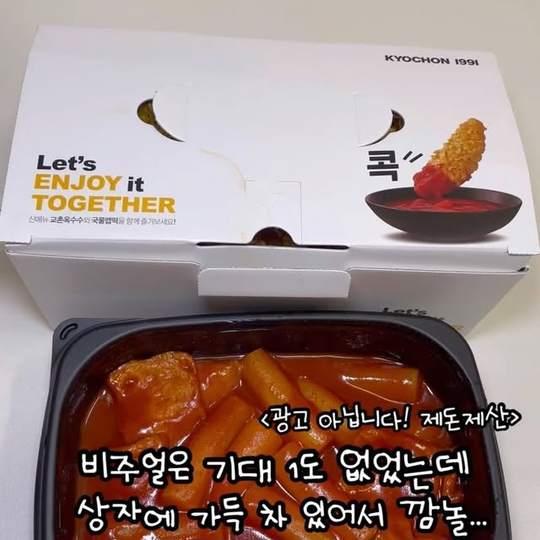 KYOCHON 1991
콕
Let's
ENJOY it
TOGETHER
신메뉴 교촌옥수수와 국물맵떡을 함께 즐겨보세요!
Let's
<광고 아닙니다! 제돈제산>
비주얼은 기대 1도 없었는데
상자에 가득 차 있어서 깜놀...